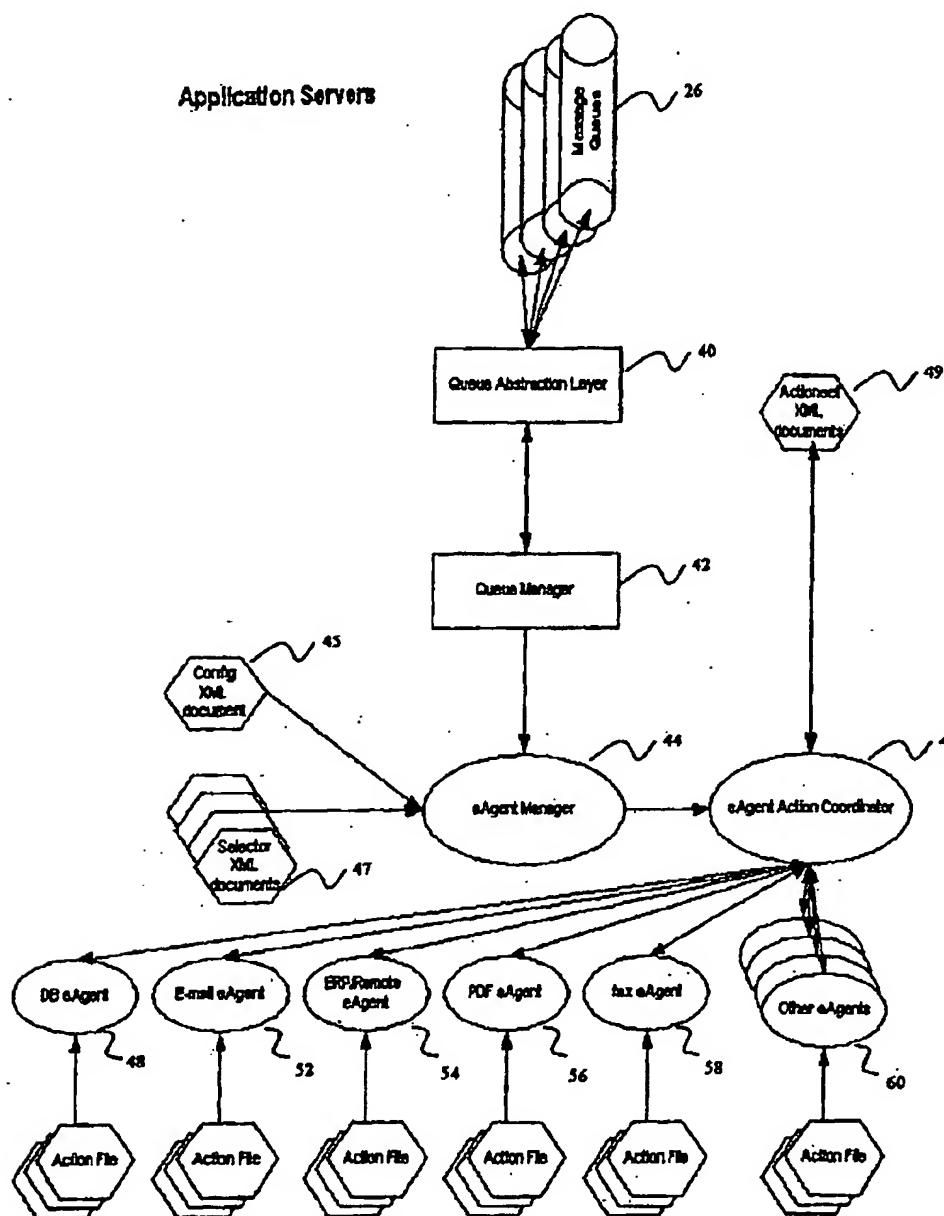 Application Servers
26
Message
Queues
40
Queue Abstraction Layer
49
Actionset
XML
documents
42
Queue Manager
45
Config
XML
document
44
4
eAgent Manager
eAgent Action Coordinator
Selector
XML
documents
47
DB eAgent
E-mail eAgent
ERP/Remote
eAgent
PDF eAgent
fax eAgent
Other eAgents
48
52
54
56
58
60
Action File
Action File
Action File
Action File
Action File
Action File